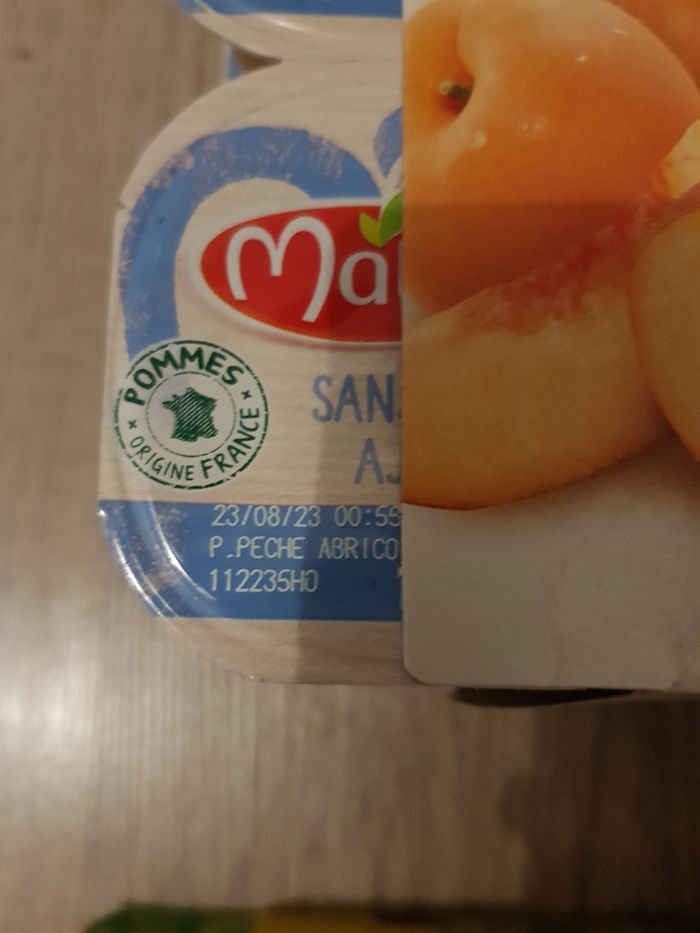 Ma
POMMES
ORIGINE FRANCE
SAN
A
23/08/23 00:55
P.PECHE ABRICO
112235HO